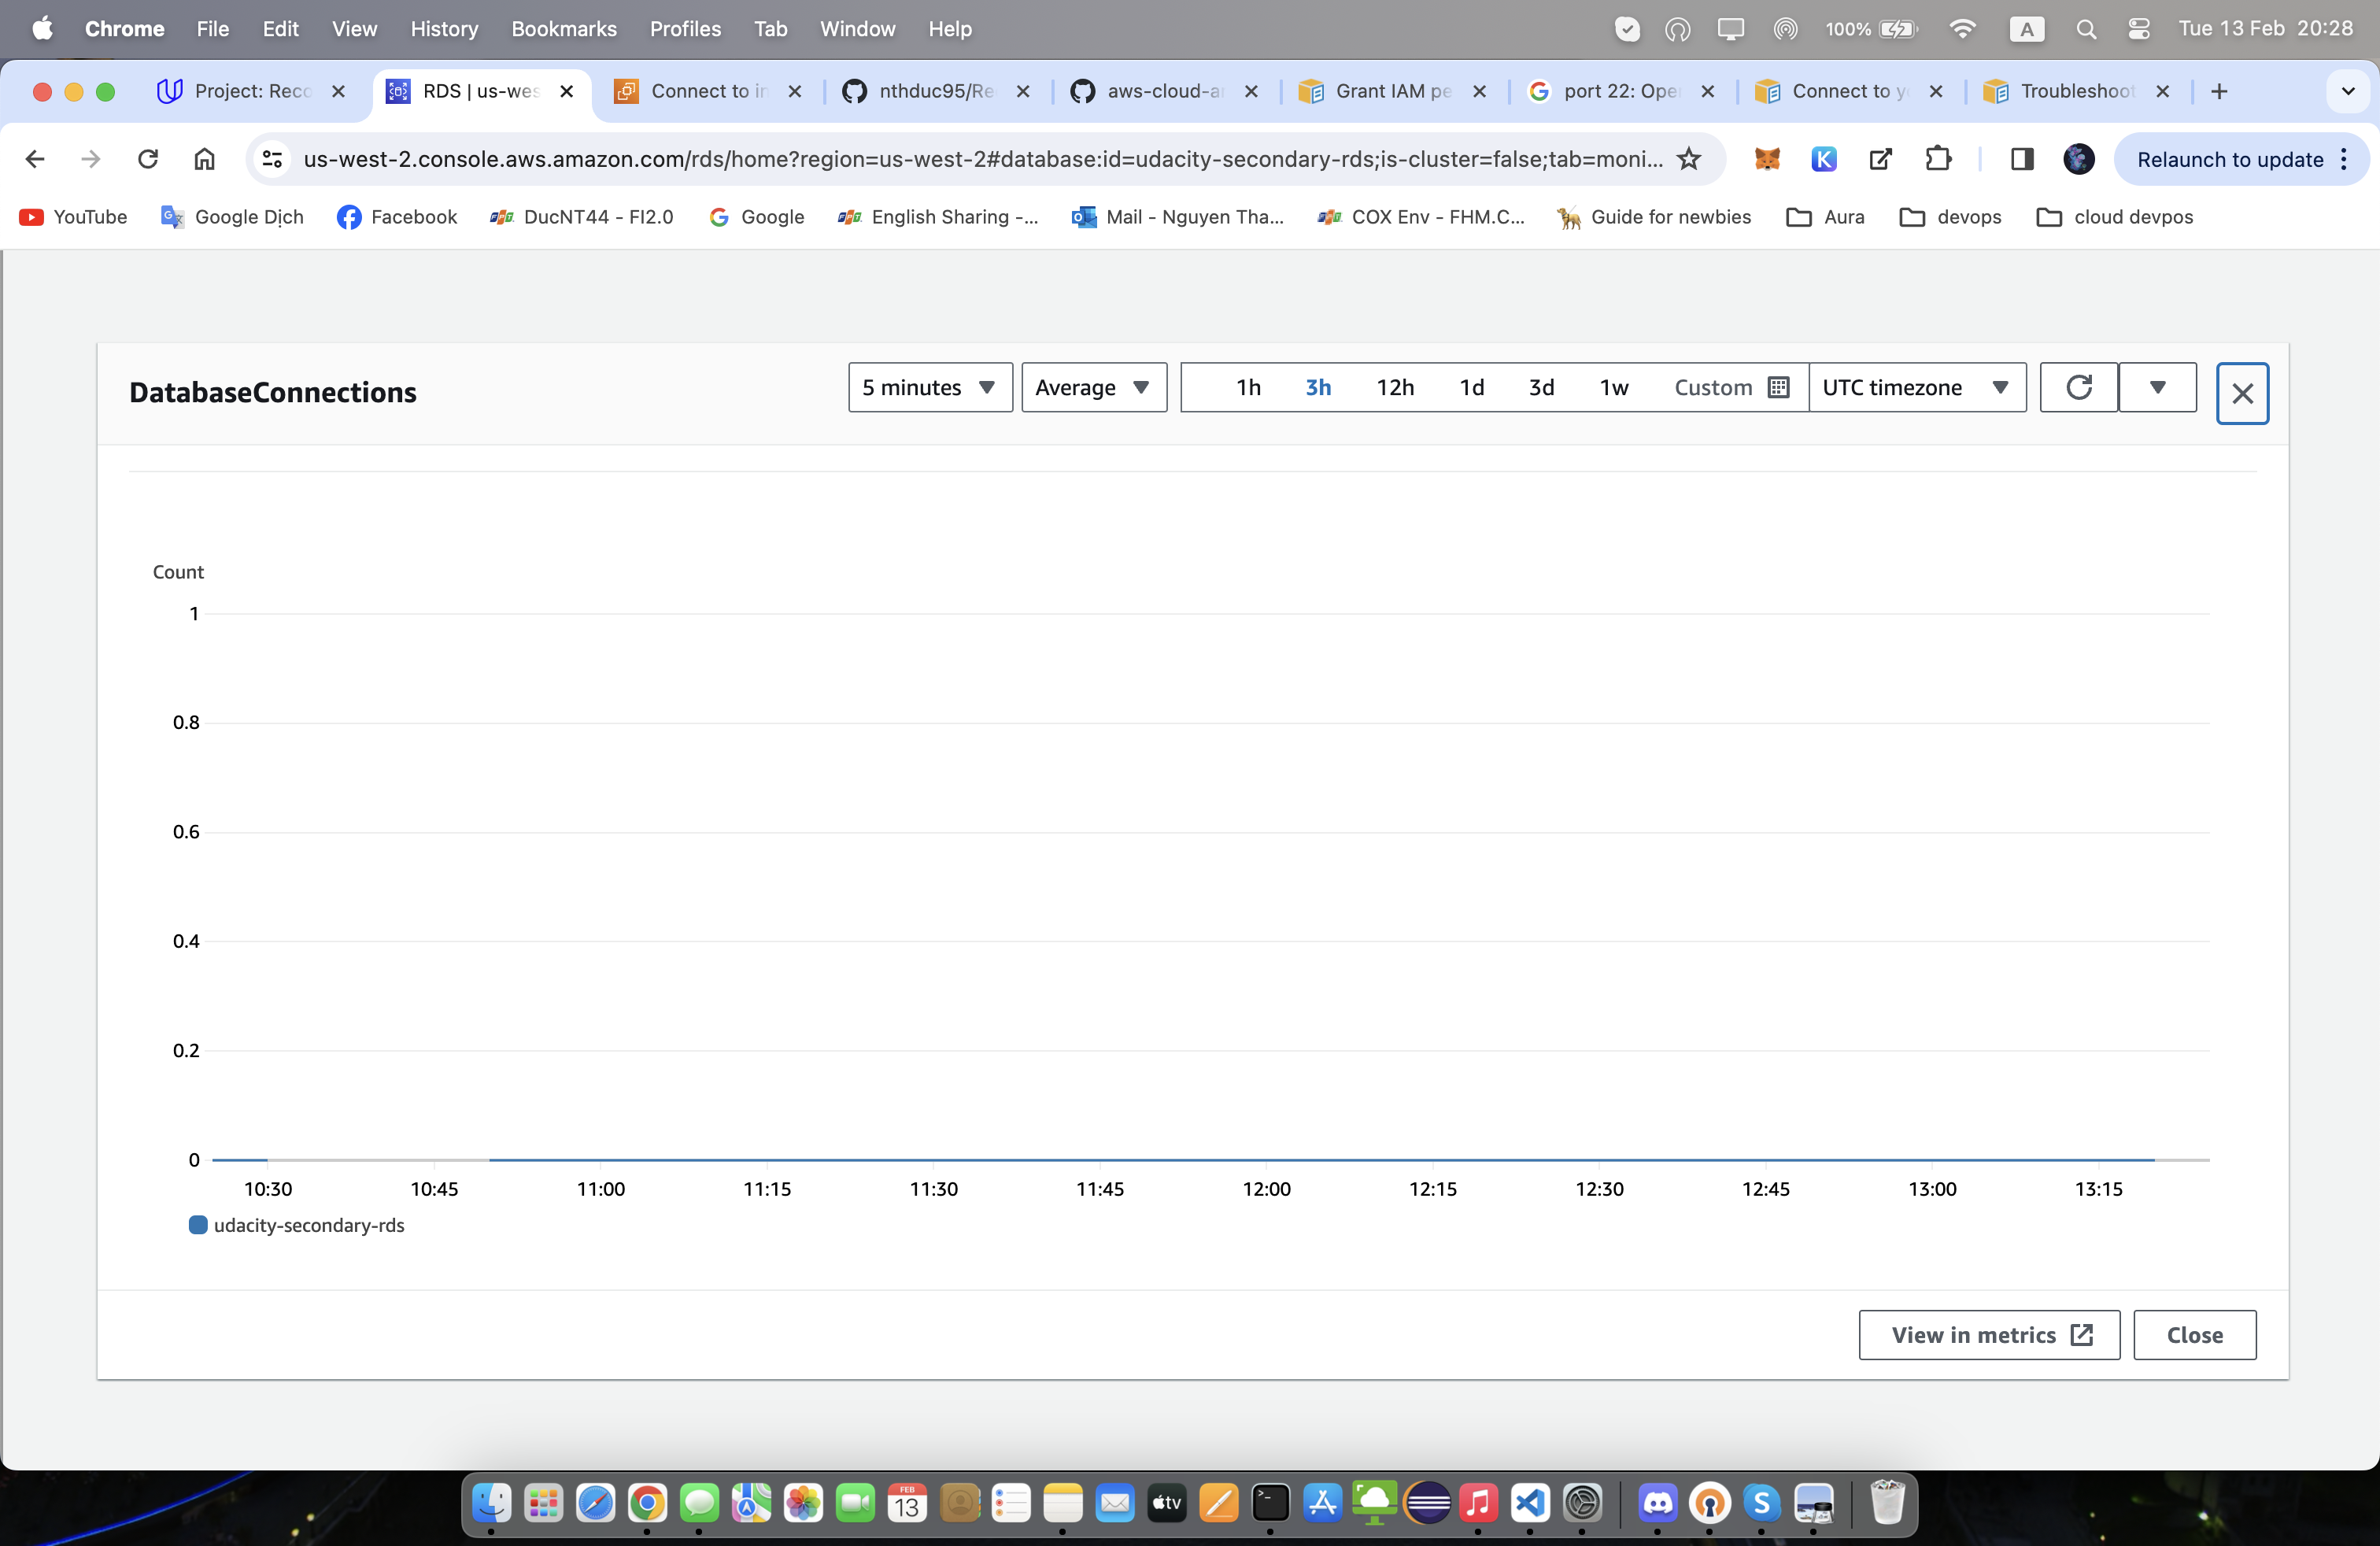 Chrome File Edit View History Bookmarks Profiles Tab Window Help 100% A Tue 13 Feb 20:28
Project: Reco RDS | us-wes Connect to in nthduc95/Re aws-cloud-a Grant IAM pe port 22: Ope Connect to y Troubleshoot
us-west-2.console.aws.amazon.com/rds/home?region=us-west-2#database:id=udacity-secondary-rds;is-cluster=false;tab=moni... K Relaunch to update
YouTube Google Dịch Facebook DucNT44 - FI2.0 Google English Sharing -... Mail - Nguyen Tha... COX Env - FHM.C... Guide for newbies Aura devops cloud devpos
DatabaseConnections 5 minutes Average 1h 3h 12h 1d 3d 1w Custom UTC timezone
Count
1
0.8
0.6
0.4
0.2
0
10:30 10:45 11:00 11:15 11:30 11:45 12:00 12:15 12:30 12:45 13:00 13:15
udacity-secondary-rds
View in metrics Close
FEB
13
tv
S